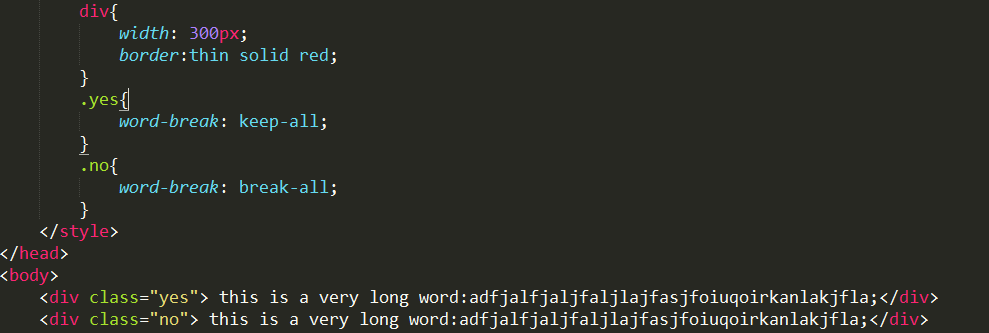 div{
width: 300px;
border:thin solid red;
}
.yes{
word-break: keep-all;
}
.no{
word-break: break-all;
}
</style>
</head>
<body>
<div class="yes"> this is a very long word:adfjalfjaljfaljlajfasjfoiuqoirkanlakjfla;</div>
<div class="no"> this is a very long word:adfjalfjaljfaljlajfasjfoiuqoirkanlakjfla;</div>